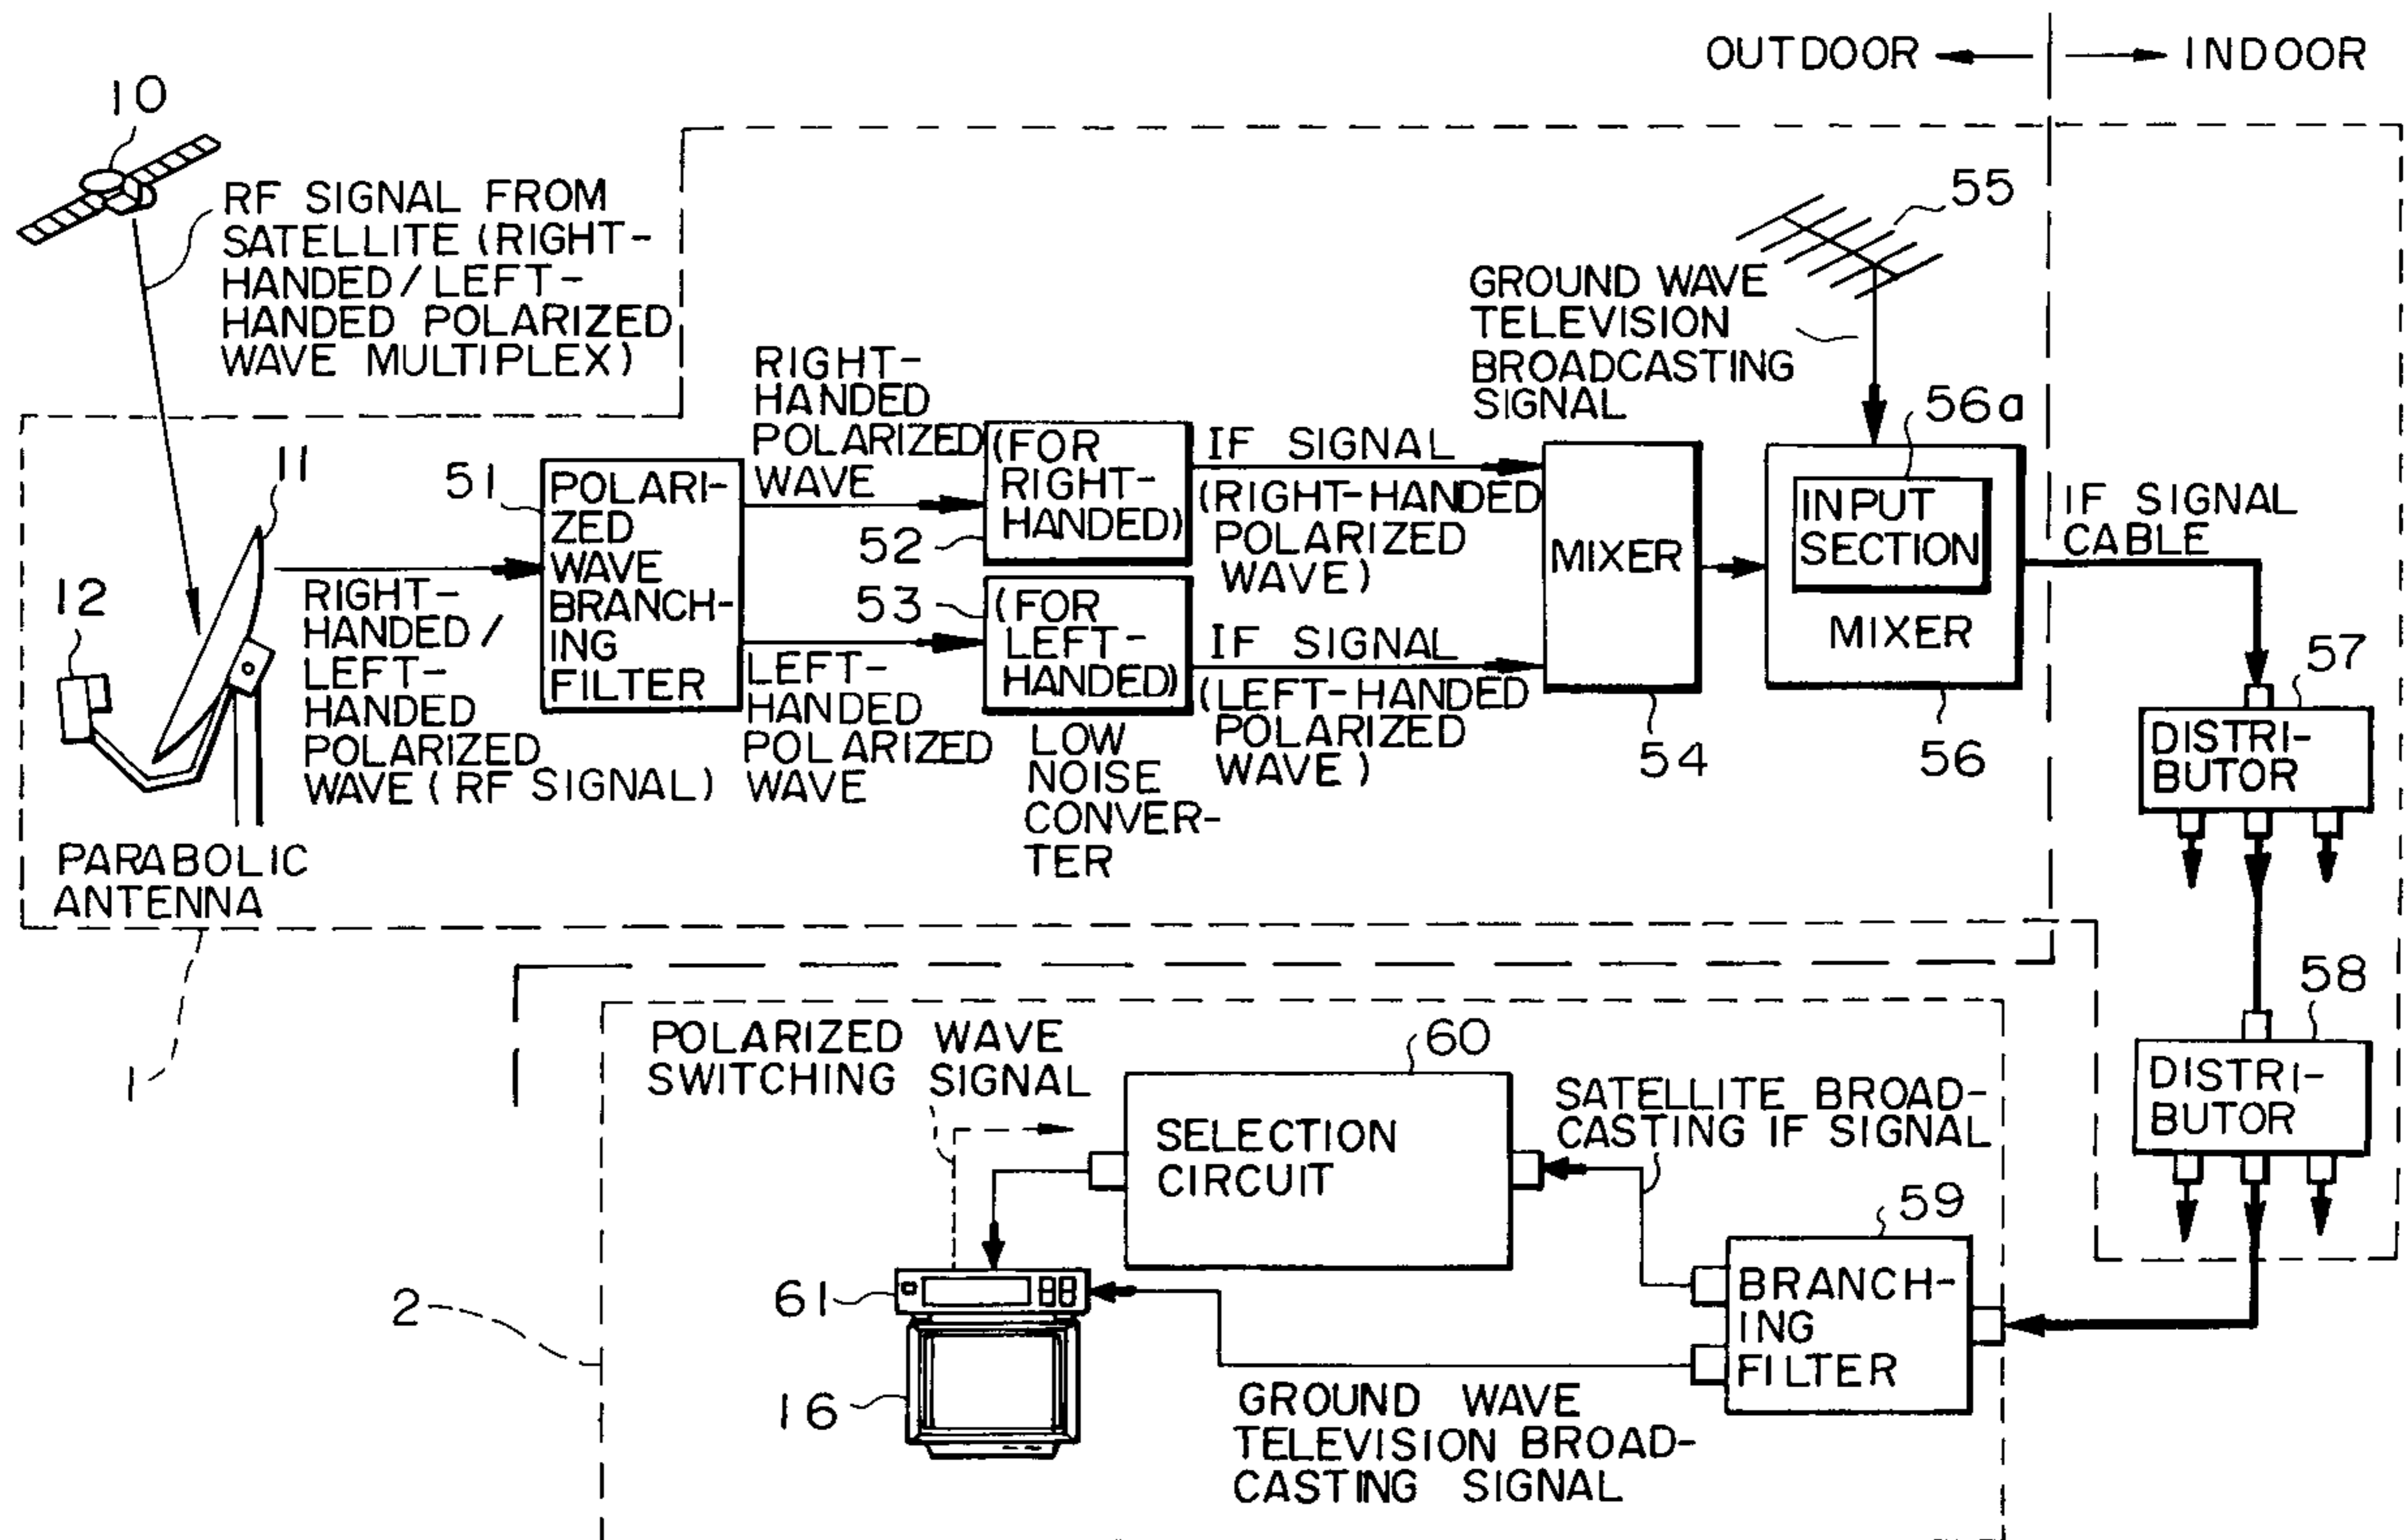 OUTDOOR
INDOOR
10
RF SIGNAL FROM
SATELLITE (RIGHT-
HANDED/LEFT-
HANDED POLARIZED
WAVE MULTIPLEX)
55
GROUND WAVE
TELEVISION
BROADCASTING
SIGNAL
11
12
RIGHT-
HANDED/
LEFT-
HANDED
POLARIZED
WAVE (RF SIGNAL)
PARABOLIC
ANTENNA
1
51
POLARI-
ZED
WAVE
BRANCH-
ING
FILTER
RIGHT-
HANDED
POLARIZED
WAVE
LEFT-
HANDED
POLARIZED
WAVE
52
(FOR
RIGHT-
HANDED)
53
(FOR
LEFT-
HANDED)
LOW
NOISE
CONVER-
TER
IF SIGNAL
(RIGHT-HANDED
POLARIZED
WAVE)
IF SIGNAL
(LEFT-HANDED
POLARIZED
WAVE)
MIXER
54
56a
INPUT
SECTION
MIXER
56
IF SIGNAL
CABLE
57
DISTRI-
BUTOR
58
DISTRI-
BUTOR
POLARIZED WAVE
SWITCHING SIGNAL
60
SELECTION
CIRCUIT
SATELLITE BROAD-
CASTING IF SIGNAL
59
BRANCH-
ING
FILTER
61
2
16
GROUND WAVE
TELEVISION BROAD-
CASTING SIGNAL